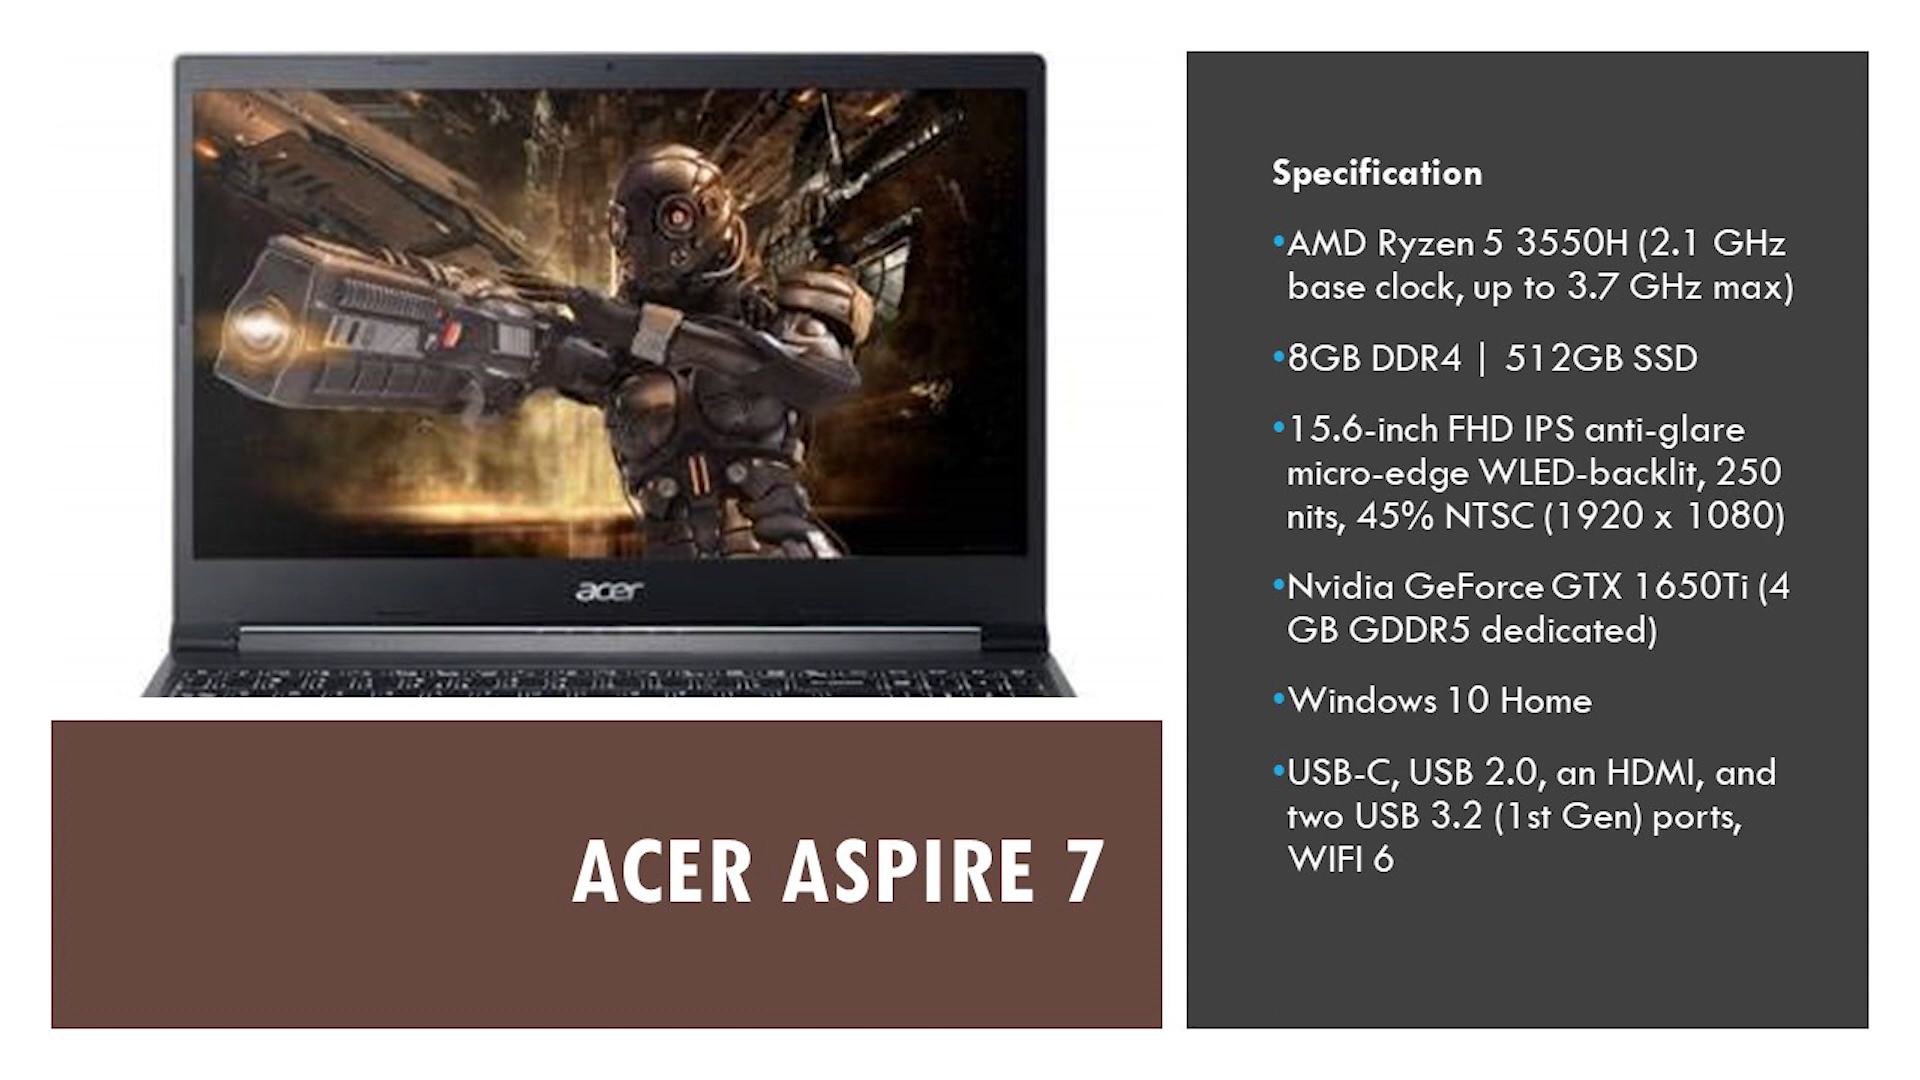 acer
ACER ASPIRE 7
Specification
•AMD Ryzen 5 3550H (2.1 GHz
base clock, up to 3.7 GHz max)
•8GB DDR4 | 512GB SSD
•15.6-inch FHD IPS anti-glare
micro-edge WLED-backlit, 250
nits, 45% NTSC (1920 x 1080)
•Nvidia GeForce GTX 1650Ti (4
GB GDDR5 dedicated)
•Windows 10 Home
•USB-C, USB 2.0, an HDMI, and
two USB 3.2 (1st Gen) ports,
WIFI 6